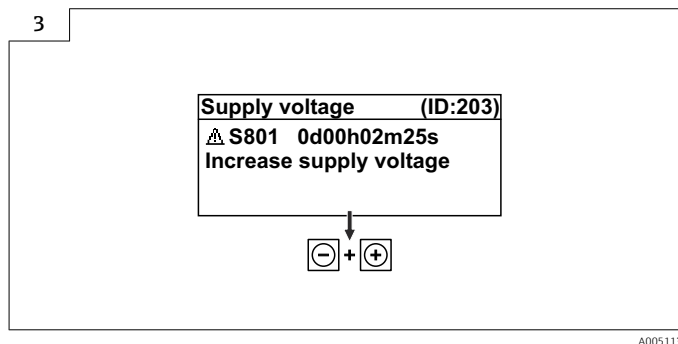 3
Supply voltage (ID:203)
⚠ S801 0d00h02m25s
Increase supply voltage
- + +